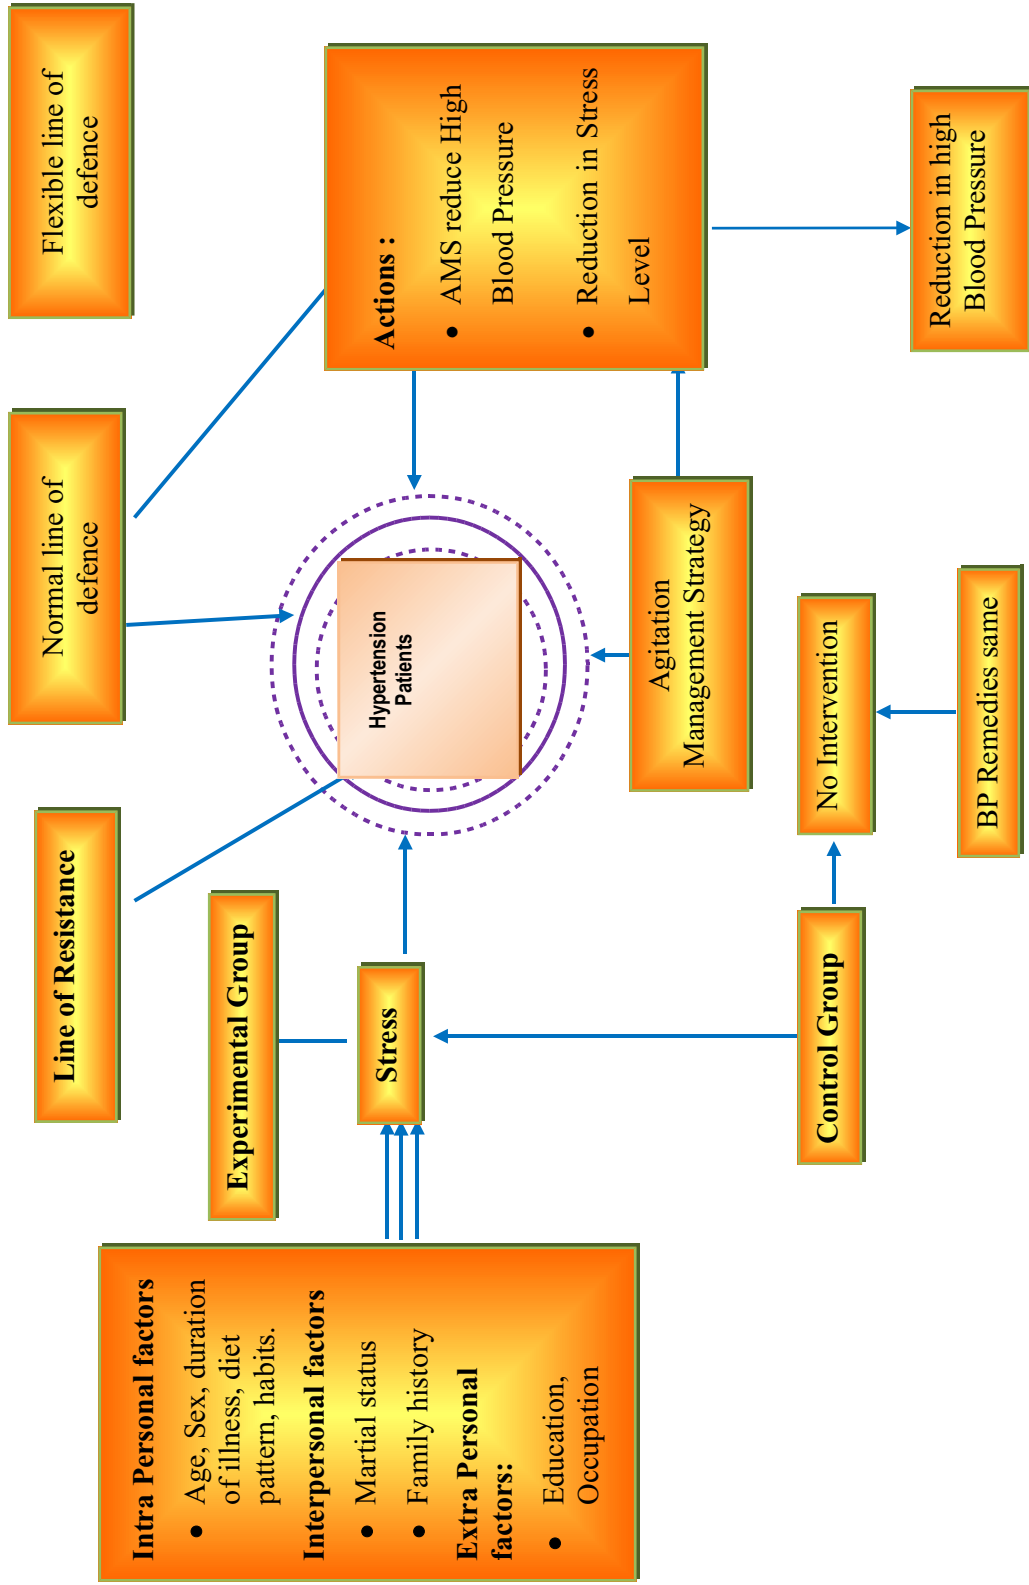 Intra Personal factors
● Age, Sex, duration
of illness, diet
pattern, habits.
Interpersonal factors
● Martial status
● Family history
Extra Personal
factors:
● Education,
Occupation
Line of Resistance
Normal line of
defence
Flexible line of
defence
Experimental Group
Stress
Hypertension
Patients
Actions :
● AMS reduce High
Blood Pressure
● Reduction in Stress
Level
Agitation
Management Strategy
Control Group
No Intervention
BP Remedies same
Reduction in high
Blood Pressure